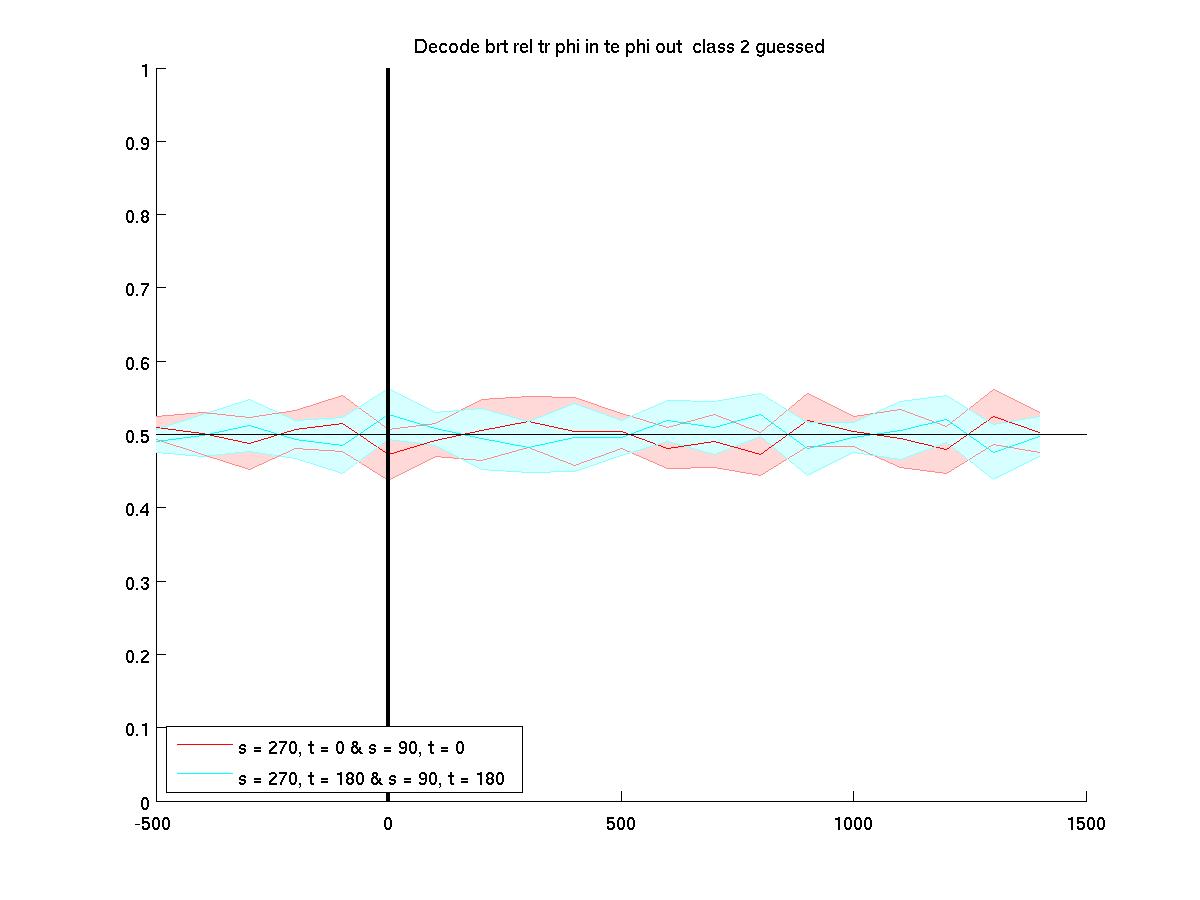 Decode brt rel tr phi in te phi out  class 2 guessed
1
0.9
0.8
0.7
0.6
0.5
0.4
0.3
0.2
0.1
0
s = 270, t = 0 & s = 90, t = 0
s = 270, t = 180 & s = 90, t = 180
-500 0 500 1000 1500